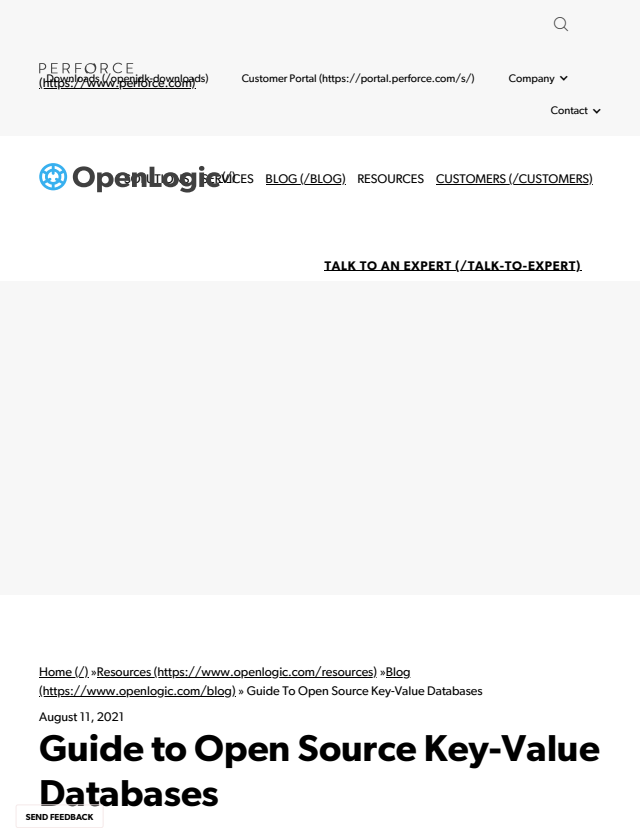 PERFORCE
(https://www.perforce.com)
Downloads (/openjdk-downloads)
Customer Portal (https://portal.perforce.com/s/)
Company
Contact
OpenLogic (/)
SOLUTIONS SERVICES BLOG (/BLOG) RESOURCES CUSTOMERS (/CUSTOMERS)
TALK TO AN EXPERT (/TALK-TO-EXPERT)
Home (/) »Resources (https://www.openlogic.com/resources) »Blog
(https://www.openlogic.com/blog) » Guide To Open Source Key-Value Databases
August 11, 2021
Guide to Open Source Key-Value
Databases
SEND FEEDBACK